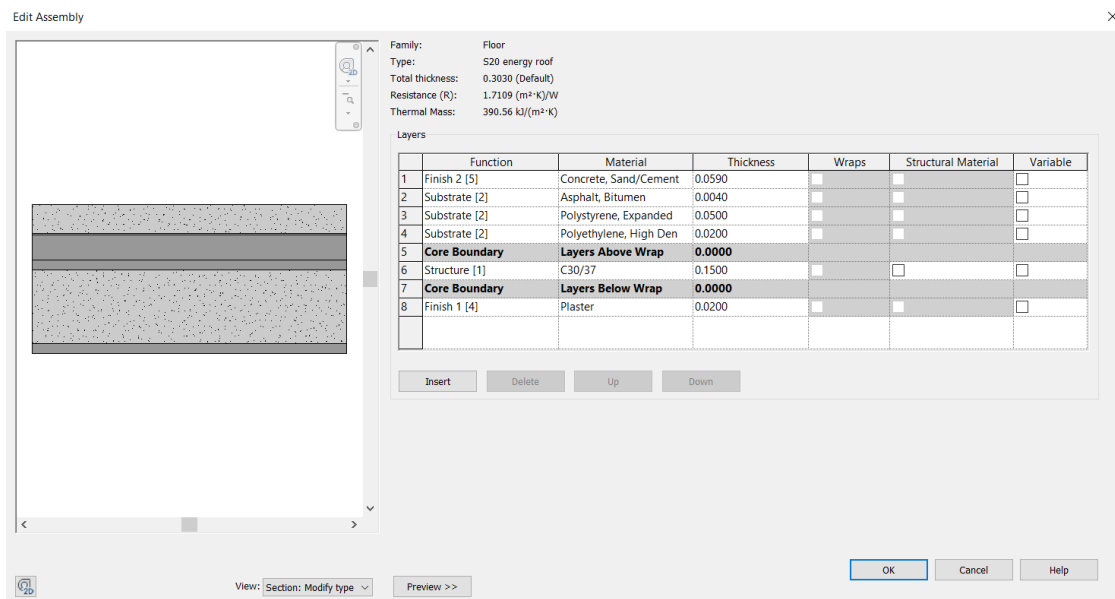 Edit Assembly
Family: Floor
Type: S20 energy roof
Total thickness: 0.3030 (Default)
Resistance (R): 1.7109 (m²·K)/W
Thermal Mass: 390.56 kJ/(m²·K)
Layers
Function Material Thickness Wraps Structural Material Variable
1 Finish 2 [5] Concrete, Sand/Cement 0.0590
2 Substrate [2] Asphalt, Bitumen 0.0040
3 Substrate [2] Polystyrene, Expanded 0.0500
4 Substrate [2] Polyethylene, High Den 0.0200
5 Core Boundary Layers Above Wrap 0.0000
6 Structure [1] C30/37 0.1500
7 Core Boundary Layers Below Wrap 0.0000
8 Finish 1 [4] Plaster 0.0200
Insert Delete Up Down
OK Cancel Help
2D View: Section: Modify type Preview >>
2D